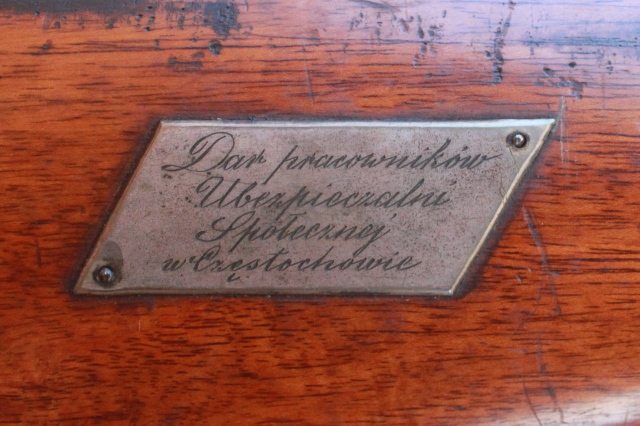 Dar pracowników
Ubezpieczalni
Społecznej
w Częstochowie